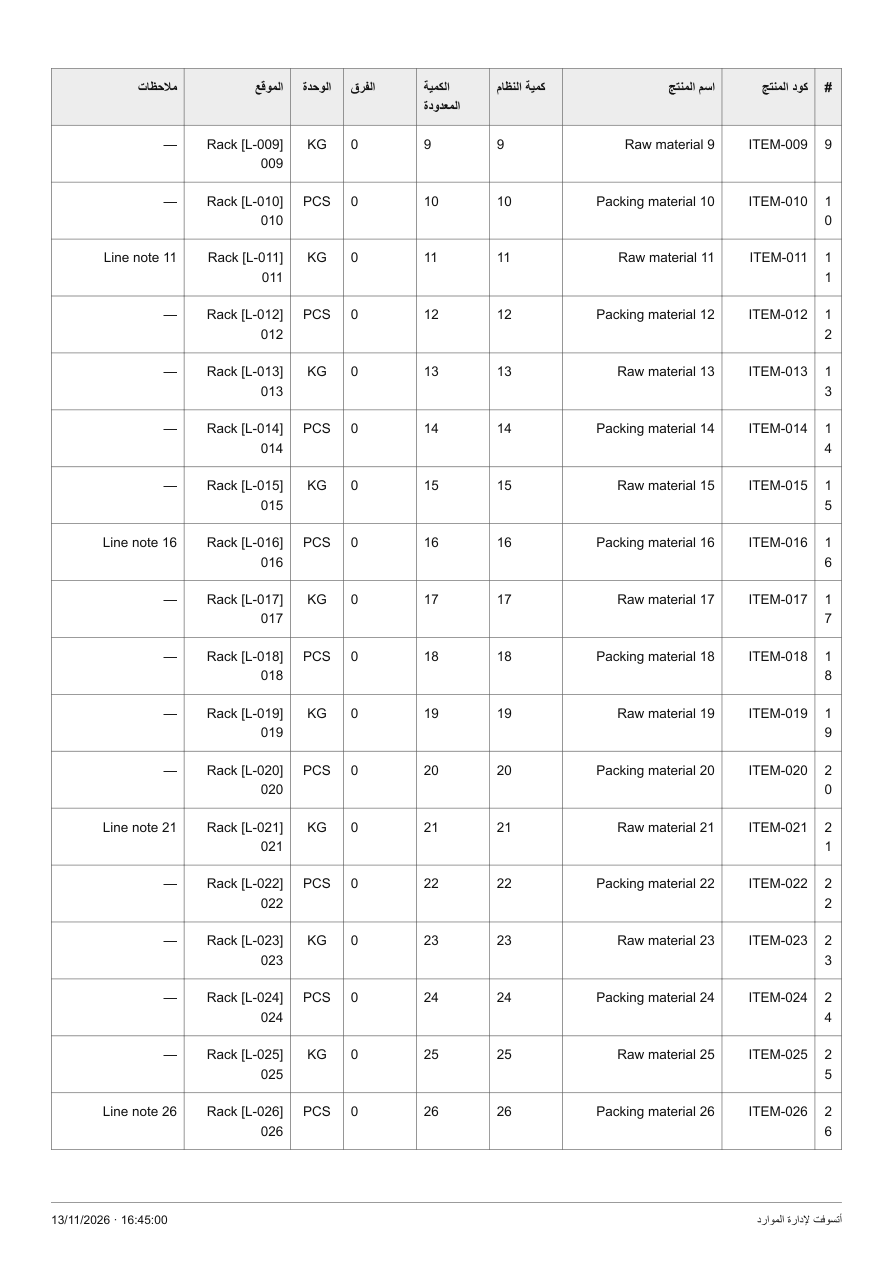 # كود المنتج اسم المنتج كمية النظام الكمية المعدودة الفرق الوحدة الموقع ملاحظات
9 ITEM-009 Raw material 9 9 9 0 KG Rack [L-009] 009 —
10 ITEM-010 Packing material 10 10 10 0 PCS Rack [L-010] 010 —
11 ITEM-011 Raw material 11 11 11 0 KG Rack [L-011] 011 Line note 11
12 ITEM-012 Packing material 12 12 12 0 PCS Rack [L-012] 012 —
13 ITEM-013 Raw material 13 13 13 0 KG Rack [L-013] 013 —
14 ITEM-014 Packing material 14 14 14 0 PCS Rack [L-014] 014 —
15 ITEM-015 Raw material 15 15 15 0 KG Rack [L-015] 015 —
16 ITEM-016 Packing material 16 16 16 0 PCS Rack [L-016] 016 Line note 16
17 ITEM-017 Raw material 17 17 17 0 KG Rack [L-017] 017 —
18 ITEM-018 Packing material 18 18 18 0 PCS Rack [L-018] 018 —
19 ITEM-019 Raw material 19 19 19 0 KG Rack [L-019] 019 —
20 ITEM-020 Packing material 20 20 20 0 PCS Rack [L-020] 020 —
21 ITEM-021 Raw material 21 21 21 0 KG Rack [L-021] 021 Line note 21
22 ITEM-022 Packing material 22 22 22 0 PCS Rack [L-022] 022 —
23 ITEM-023 Raw material 23 23 23 0 KG Rack [L-023] 023 —
24 ITEM-024 Packing material 24 24 24 0 PCS Rack [L-024] 024 —
25 ITEM-025 Raw material 25 25 25 0 KG Rack [L-025] 025 —
26 ITEM-026 Packing material 26 26 26 0 PCS Rack [L-026] 026 Line note 26
أتسوفت لإدارة الموارد
13/11/2026 · 16:45:00